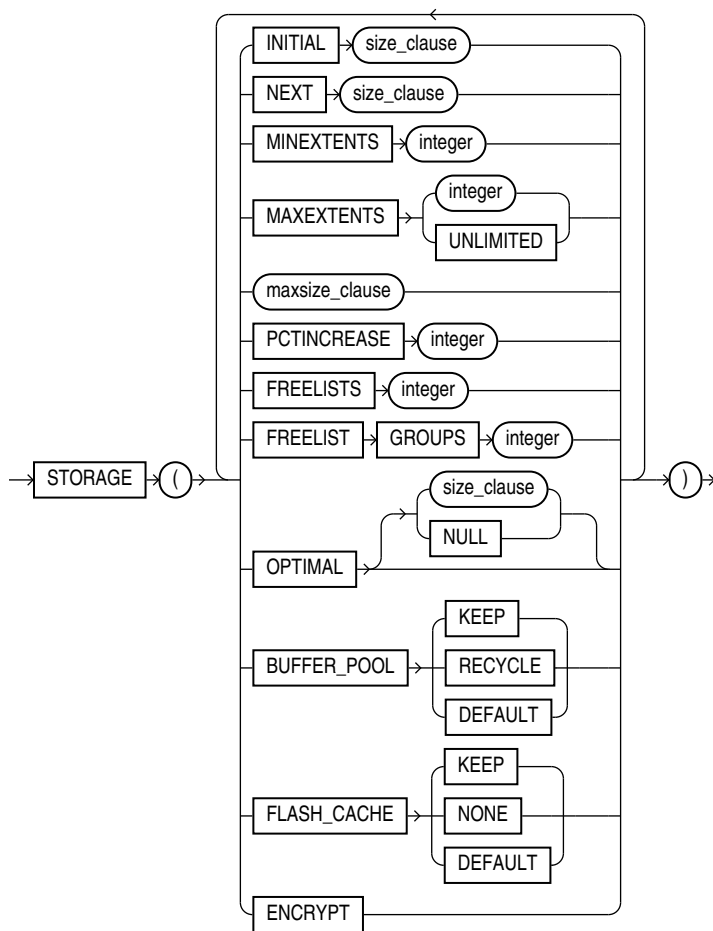 INITIAL size_clause
NEXT size_clause
MINEXTENTS integer
integer
MAXEXTENTS
UNLIMITED
maxsize_clause
PCTINCREASE integer
FREELISTS integer
FREELIST GROUPS integer
STORAGE ( )
size_clause
NULL
OPTIMAL
KEEP
BUFFER_POOL RECYCLE
DEFAULT
KEEP
FLASH_CACHE NONE
DEFAULT
ENCRYPT